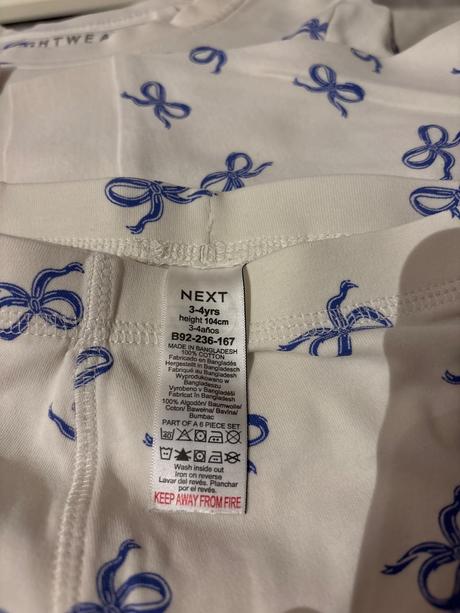 GHTWEA
NEXT
3-4yrs
height 104cm
3-4años
B92-236-167
MADE IN BANGLADESH
100% COTTON
Fabricado en Bangladés
Hergestellt in Bangladesch
Fabriqué au Bangladesh
Wyprodukowano w
Bangladeszu
Vyrobeno v Bangladéši
Fabricat în Bangladesh
100% Algodón/ Baumwolle/
Coton/ Bawełna/ Bavlna/
Bumbac
PART OF A 6 PIECE SET
40
Wash inside out
Iron on reverse
Lavar del revés. Planchar
por el revés.
KEEP AWAY FROM FIRE